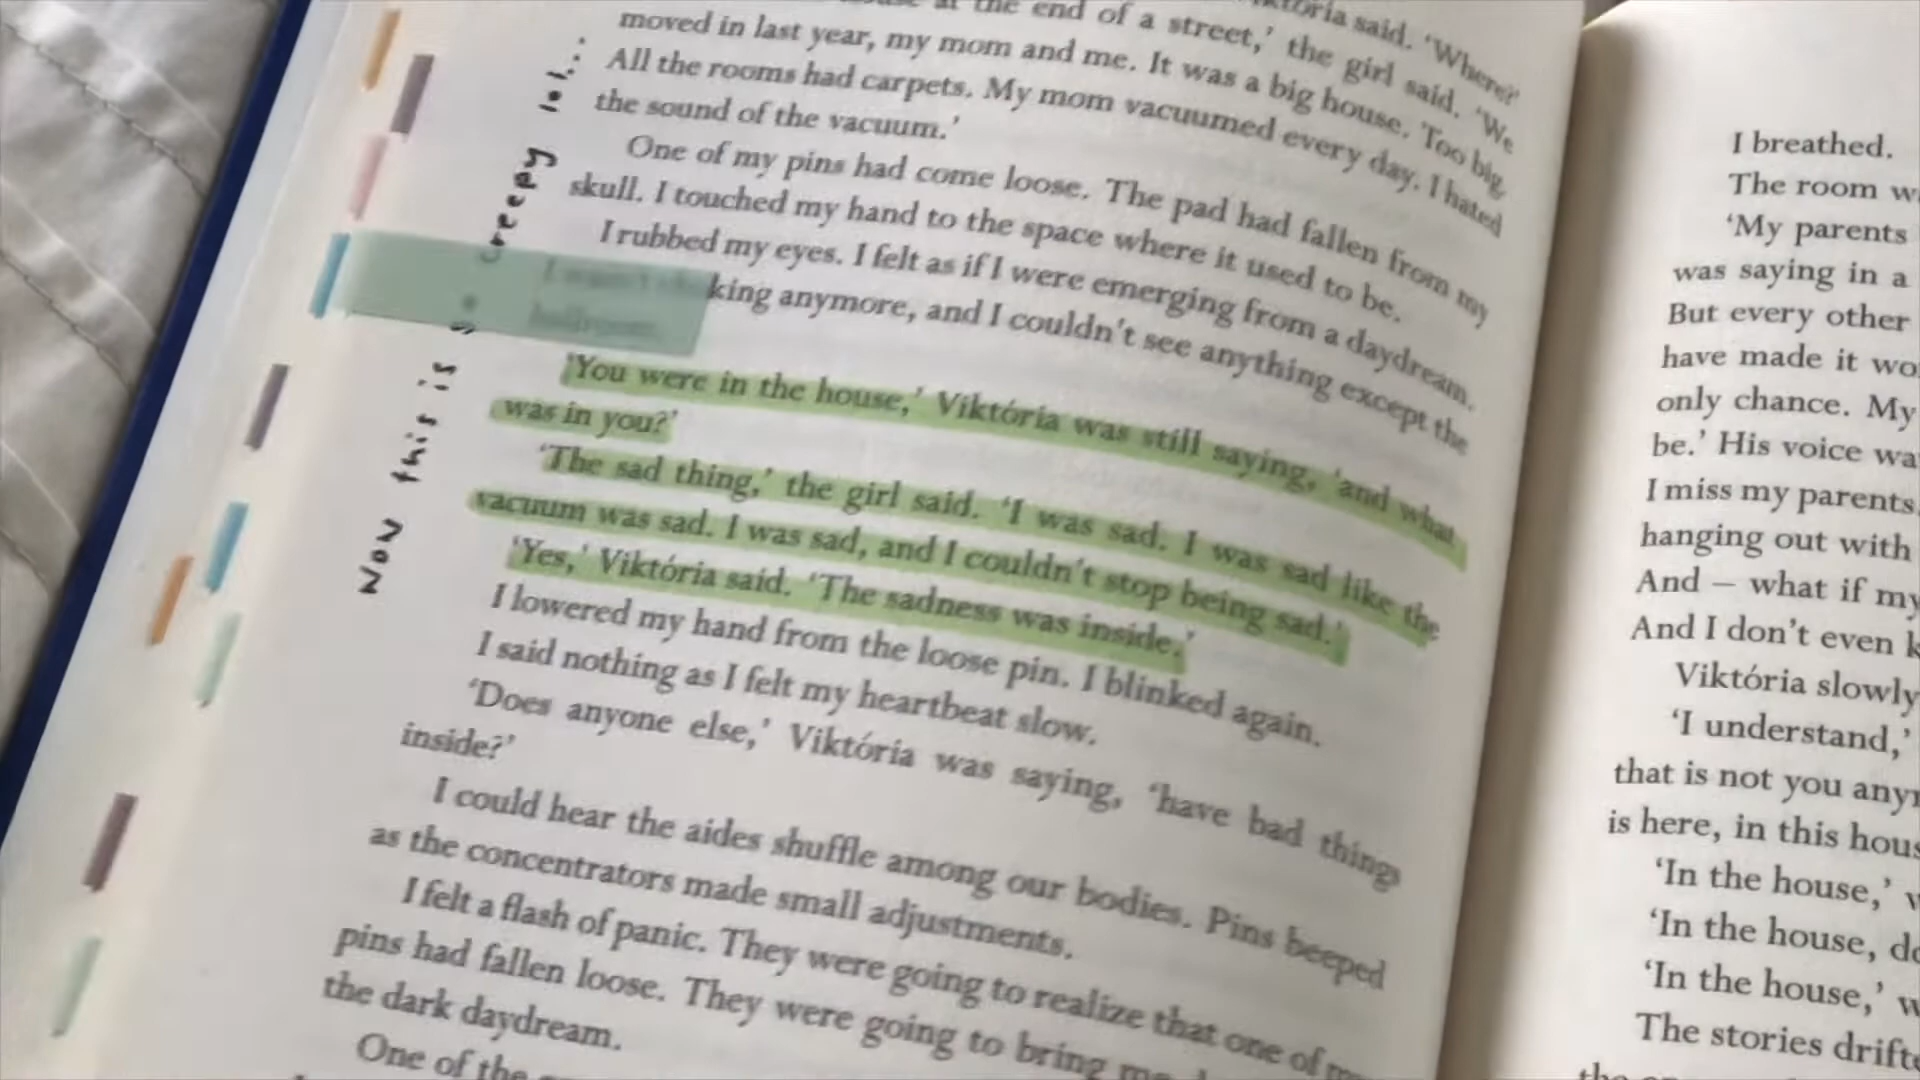 Now this is so creepy lol..
the end of a street,' the girl said. 'We
Viktória said. 'Where?'
moved in last year, my mom and me. It was a big house. Too big.
All the rooms had carpets. My mom vacuumed every day. I hated
the sound of the vacuum.'
One of my pins had come loose. The pad had fallen from my
skull. I touched my hand to the space where it used to be.
I rubbed my eyes. I felt as if I were emerging from a daydream.
I wasn't king anymore, and I couldn't see anything except the
ballroom.
'You were in the house,' Viktória was still saying, 'and what
was in you?'
'The sad thing,' the girl said. 'I was sad. I was sad like the
vacuum was sad. I was sad, and I couldn't stop being sad.'
'Yes,' Viktória said. 'The sadness was inside.'
I lowered my hand from the loose pin. I blinked again.
I said nothing as I felt my heartbeat slow.
'Does anyone else,' Viktória was saying, 'have bad things
inside?'
I could hear the aides shuffle among our bodies. Pins beeped
as the concentrators made small adjustments.
I felt a flash of panic. They were going to realize that one of my
pins had fallen loose. They were going to bring me
the dark daydream.
One of the
I breathed.
The room
'My parents
was saying in a
But every other
have made it
only chance. My
be.' His voice
I miss my parents.
hanging out with
And – what if my
And I don't even
Viktória slowly
'I understand,'
that is not you
is here, in this
'In the house,'
'In the house,
'In the house,'
The stories